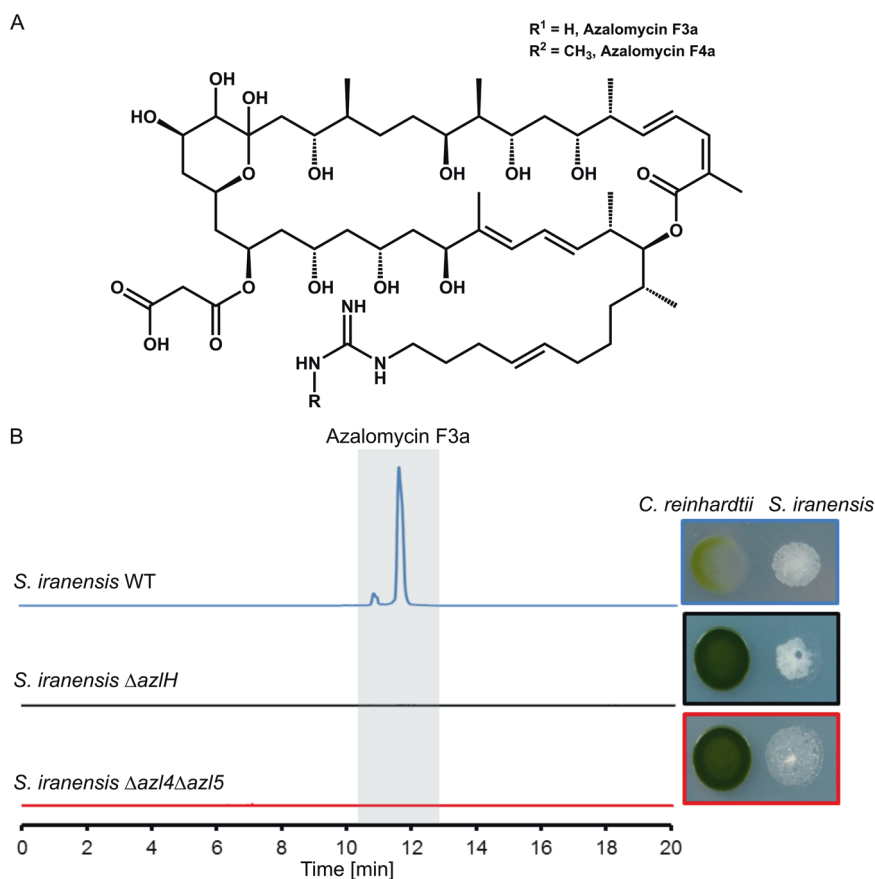 A
R¹ = H, Azalomycin F3a
R² = CH₃, Azalomycin F4a
OH
HO
OH
O
OH
OH
OH
OH
O
O
O
OH
OH
OH
O
O
OH
NH
HN
N
H
R
B
Azalomycin F3a
C. reinhardtii S. iranensis
S. iranensis WT
S. iranensis ΔazlH
S. iranensis Δazl4Δazl5
0 2 4 6 8 10 12 14 16 18 20
Time [min]